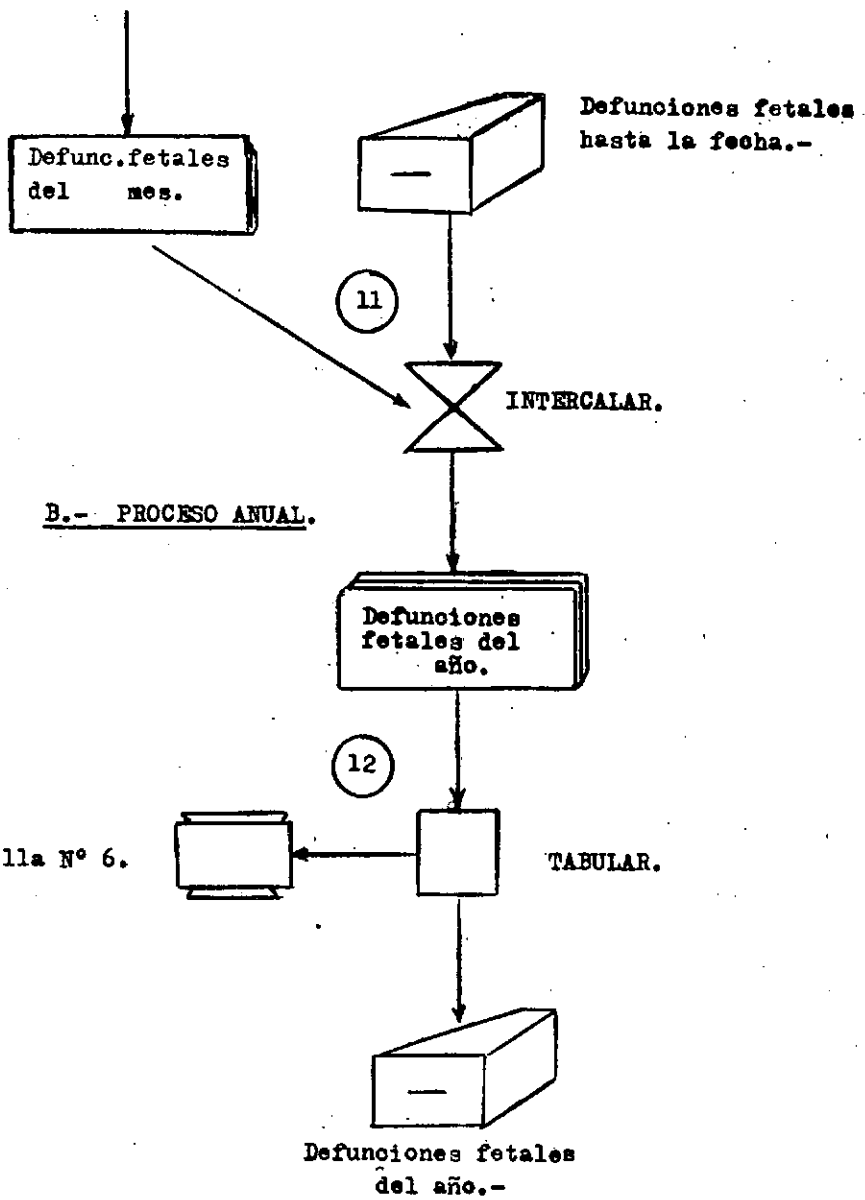 Defunciones fetales
hasta la fecha.-
Defunc.fetales
del mes.
11
INTERCALAR.
B.- PROCESO ANUAL.
Defunciones
fetales del
año.
12
lla Nº 6.
TABULAR.
Defunciones fetales
del año.-